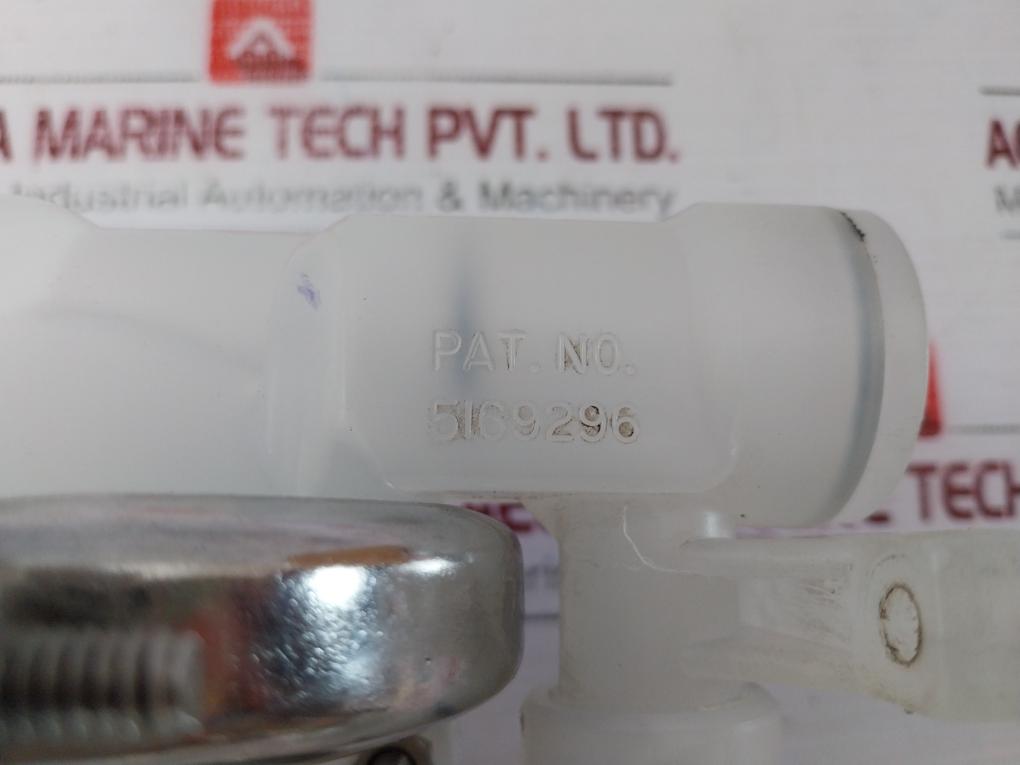 A MARINE TECH PVT. LTD.
Industrial Automation & Machinery
PAT. NO.
5169296
TECH